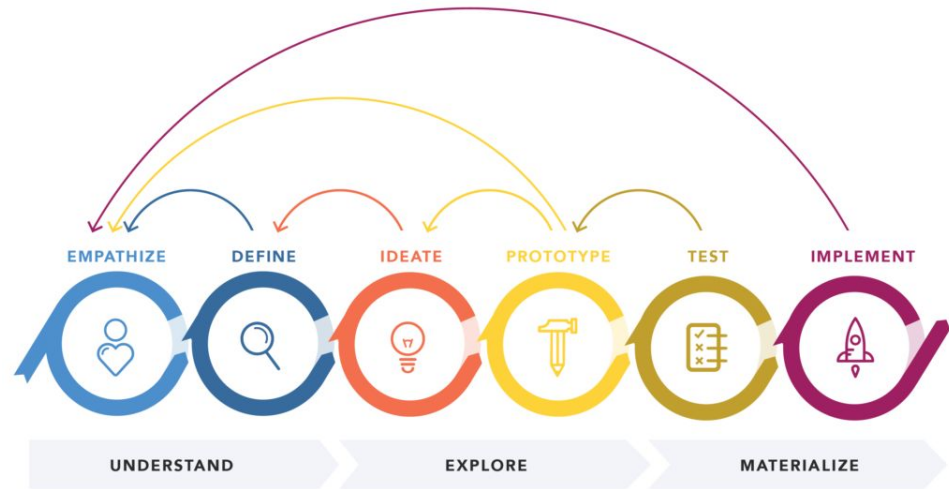 EMPATHIZE
DEFINE
IDEATE
PROTOTYPE
TEST
IMPLEMENT
UNDERSTAND
EXPLORE
MATERIALIZE